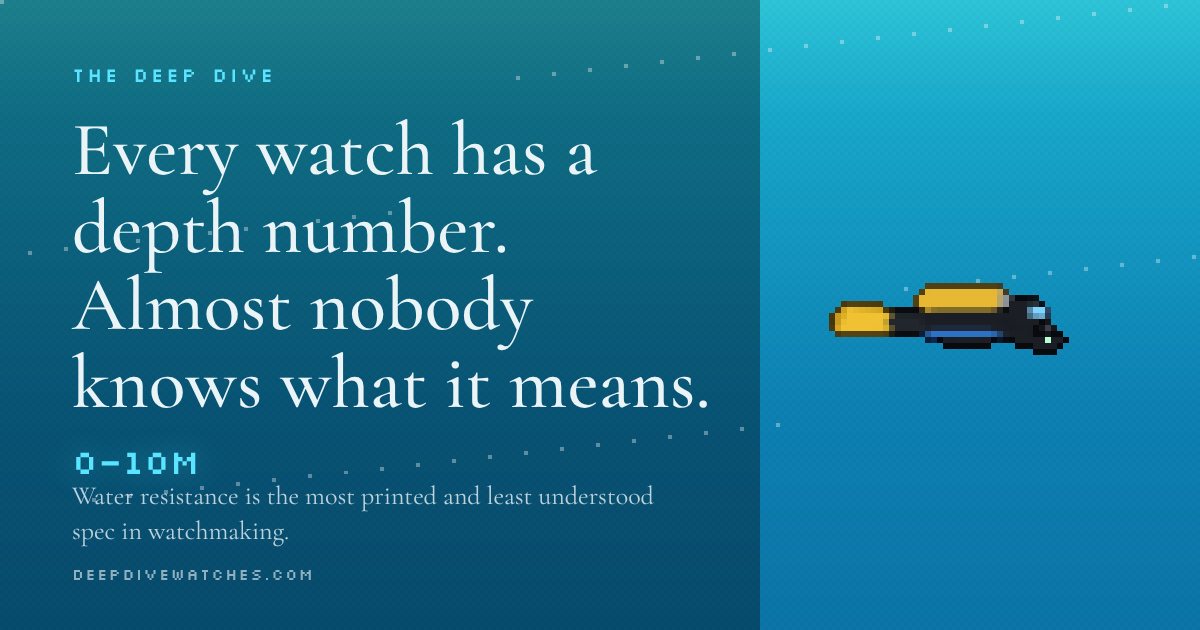 THE DEEP DIVE
Every watch has a
depth number.
Almost nobody
knows what it means.
0–10M
Water resistance is the most printed and least understood
spec in watchmaking.
DEEPDIVEWATCHES.COM